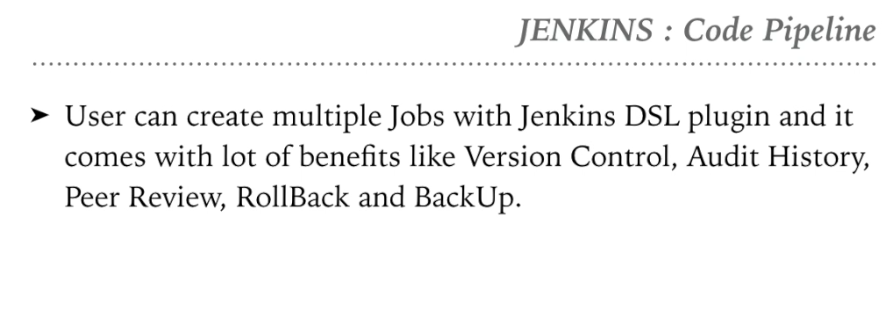 JENKINS : Code Pipeline
➤ User can create multiple Jobs with Jenkins DSL plugin and it
comes with lot of benefits like Version Control, Audit History,
Peer Review, RollBack and BackUp.